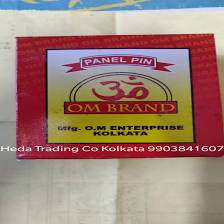 PANEL PIN
ॐ
OM BRAND
Mfg. O.M ENTERPRISE
KOLKATA
Heda Trading Co Kolkata 9903841607